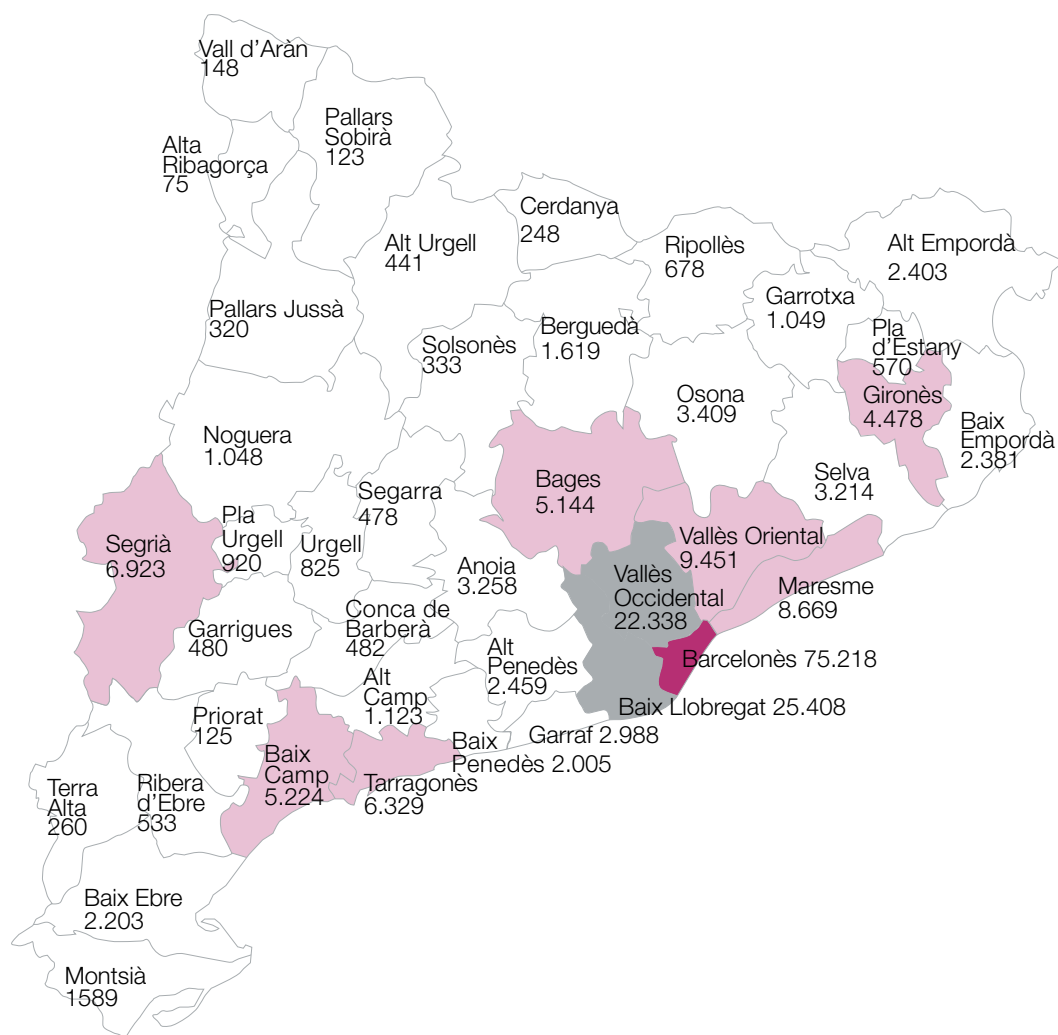 Vall d'Aràn
148
Pallars
Sobirà
123
Alta
Ribagorça
75
Cerdanya
248
Alt Urgell
441
Ripollès
678
Alt Empordà
2.403
Pallars Jussà
320
Garrotxa
1.049
Berguedà
1.619
Solsonès
333
Pla
d'Estany
570
Osona
3.409
Gironès
4.478
Baix
Empordà
2.381
Noguera
1.048
Selva
3.214
Bages
5.144
Segarra
478
Pla
Urgell
920
Urgell
825
Segrià
6.923
Vallès Oriental
9.451
Anoia
3.258
Vallès
Occidental
22.338
Maresme
8.669
Conca de
Barberà
482
Garrigues
480
Alt
Penedès
2.459
Barcelonès 75.218
Alt
Camp
1.123
Baix Llobregat 25.408
Priorat
125
Garraf 2.988
Baix
Penedès 2.005
Baix
Camp
5.224
Tarragonès
6.329
Terra
Alta
260
Ribera
d'Ebre
533
Baix Ebre
2.203
Montsià
1589